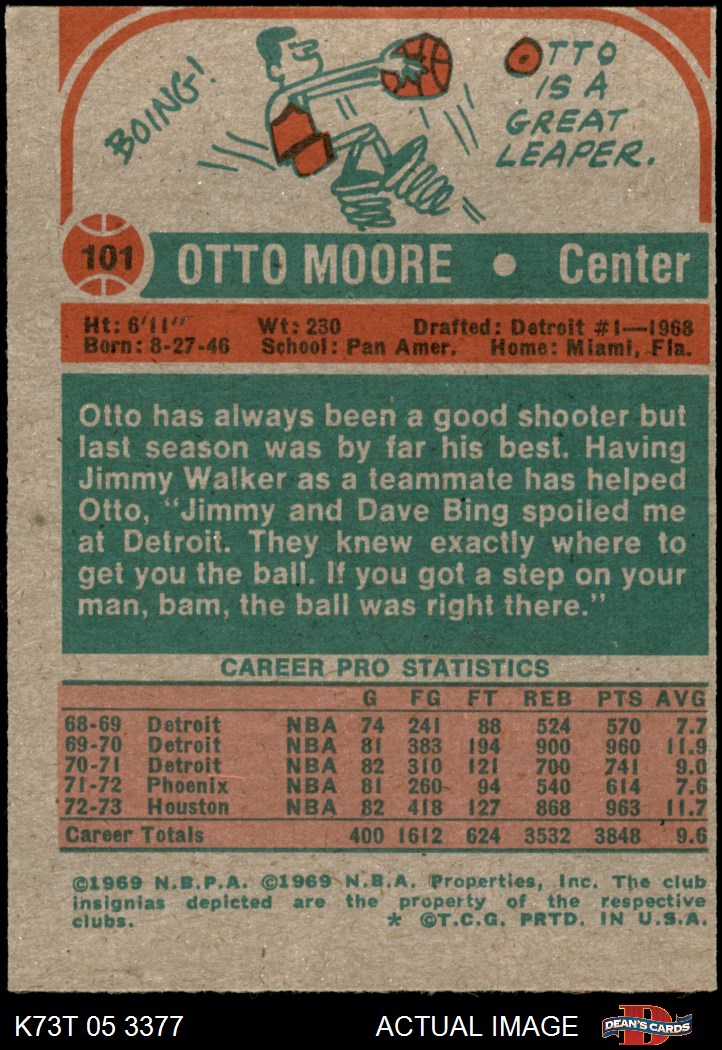 BOING!
OTTO
IS A
GREAT
LEAPER.
101 OTTO MOORE • Center
Ht: 6'11" Wt: 230 Drafted: Detroit #1—1968
Born: 8-27-46 School: Pan Amer. Home: Miami, Fla.
Otto has always been a good shooter but
last season was by far his best. Having
Jimmy Walker as a teammate has helped
Otto, “Jimmy and Dave Bing spoiled me
at Detroit. They knew exactly where to
get you the ball. If you got a step on your
man, bam, the ball was right there.”
CAREER PRO STATISTICS
G FG FT REB PTS AVG
68-69 Detroit NBA 74 241 88 524 570 7.7
69-70 Detroit NBA 81 383 194 900 960 11.9
70-71 Detroit NBA 82 310 121 700 741 9.0
71-72 Phoenix NBA 81 260 94 540 614 7.6
72-73 Houston NBA 82 418 127 868 963 11.7
Career Totals 400 1612 624 3532 3848 9.6
©1969 N.B.P.A. ©1969 N.B.A. Properties, Inc. The club
insignias depicted are the property of the respective
clubs. * ©T.C.G. PRTD. IN U.S.A.
K73T 05 3377 ACTUAL IMAGE D DEAN'S CARDS